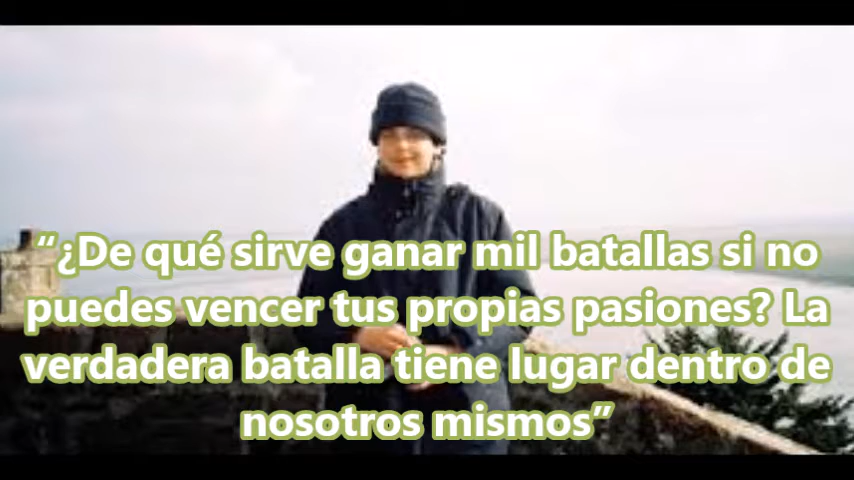 “¿De qué sirve ganar mil batallas si no
puedes vencer tus propias pasiones? La
verdadera batalla tiene lugar dentro de
nosotros mismos”